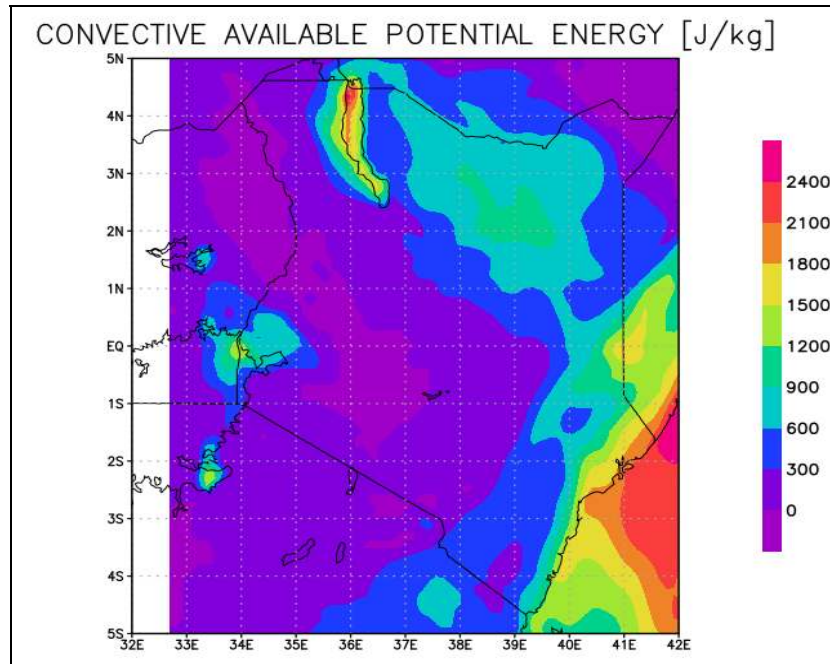 CONVECTIVE AVAILABLE POTENTIAL ENERGY [J/kg]
5N
4N
3N
2N
1N
EQ
1S
2S
3S
4S
5S
32E 33E 34E 35E 36E 37E 38E 39E 40E 41E 42E
2400
2100
1800
1500
1200
900
600
300
0